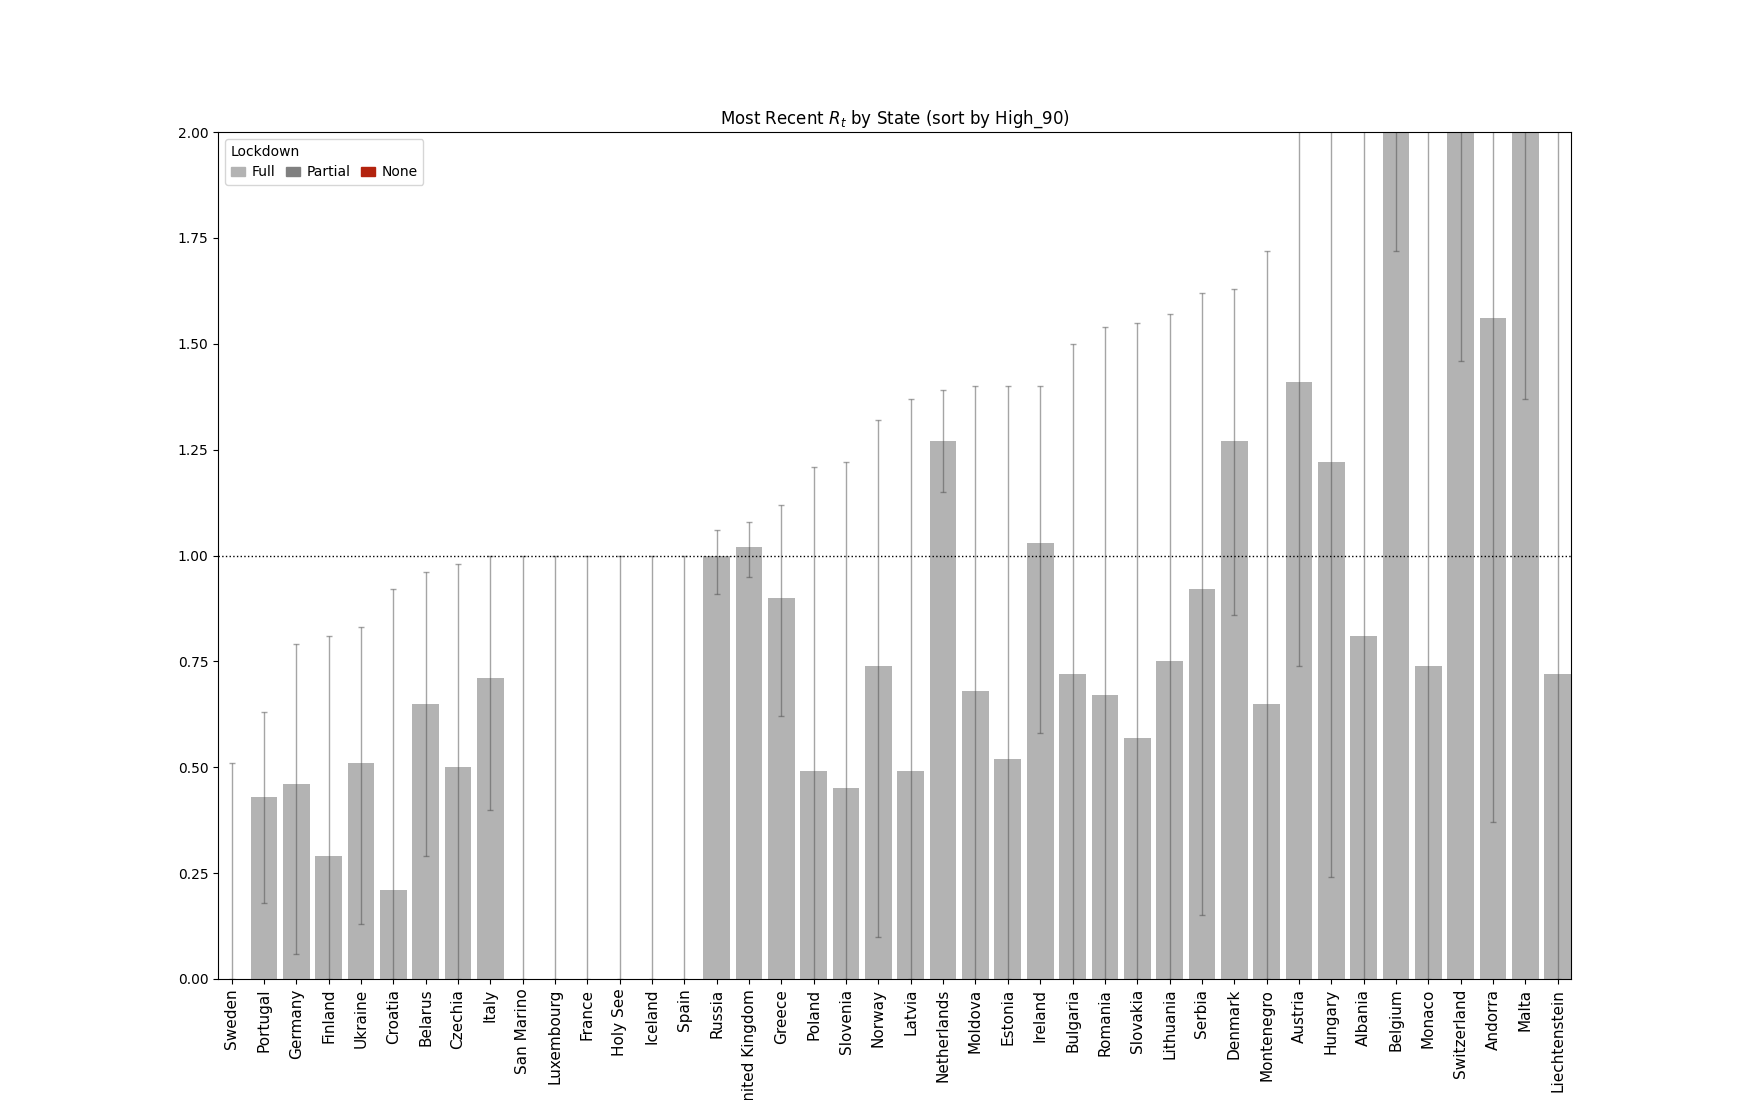 Most Recent Rt by State (sort by High_90)
Lockdown
Full Partial None
2.00
1.75
1.50
1.25
1.00
0.75
0.50
0.25
0.00
Sweden
Portugal
Germany
Finland
Ukraine
Croatia
Belarus
Czechia
Italy
San Marino
Luxembourg
France
Holy See
Iceland
Spain
Russia
nited Kingdom
Greece
Poland
Slovenia
Norway
Latvia
Netherlands
Moldova
Estonia
Ireland
Bulgaria
Romania
Slovakia
Lithuania
Serbia
Denmark
Montenegro
Austria
Hungary
Albania
Belgium
Monaco
Switzerland
Andorra
Malta
Liechtenstein